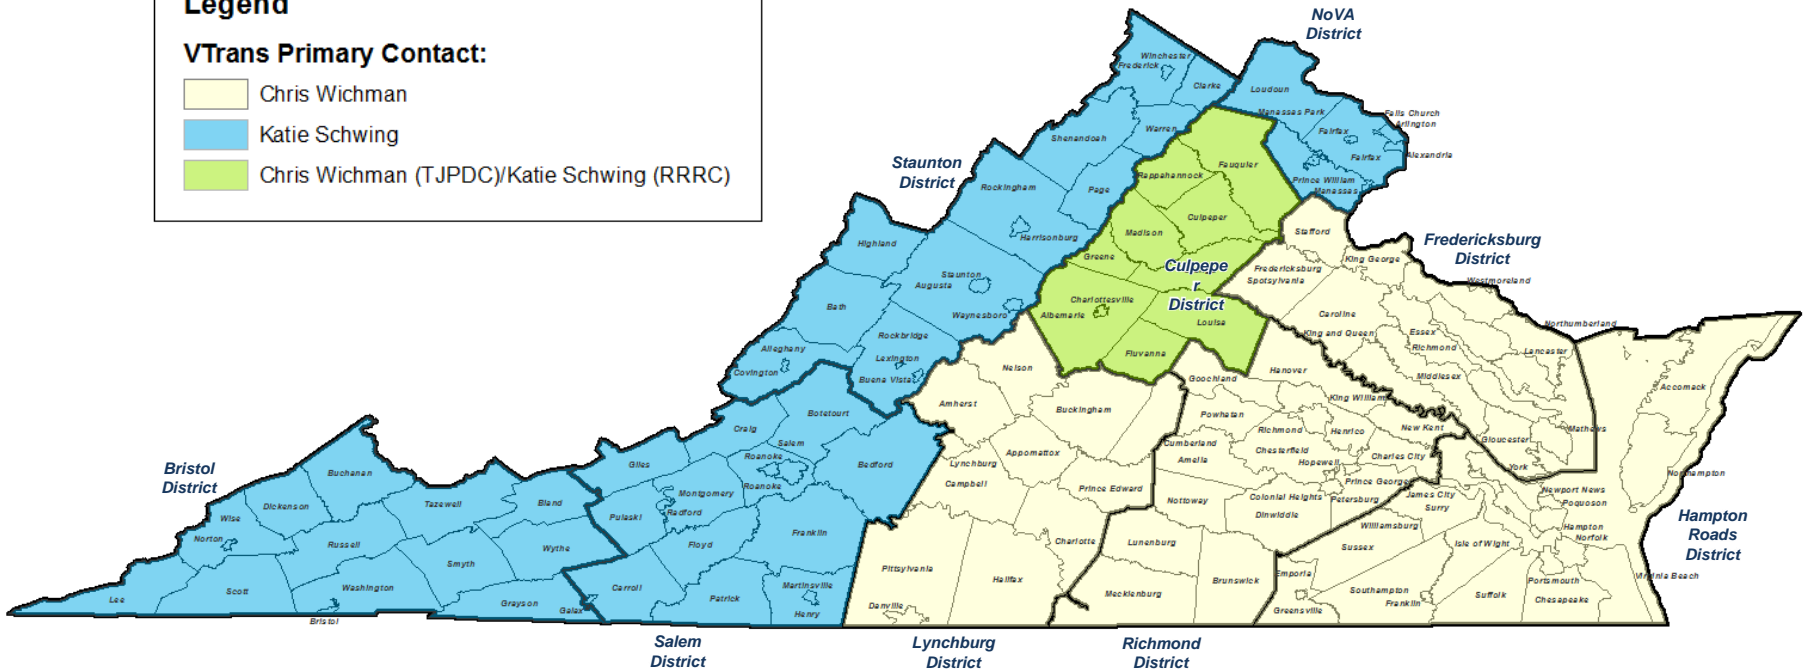 Legend
VTrans Primary Contact:
Chris Wichman
Katie Schwing
Chris Wichman (TJPDC)/Katie Schwing (RRRC)
NoVA
District
Staunton
District
Fredericksburg
District
Culpepe
r
District
Bristol
District
Hampton
Roads
District
Salem
District
Lynchburg
District
Richmond
District
Winchester
Frederick
Clarke
Loudoun
Manassas Park
Falls Church
Arlington
Fairfax
Fairfax
Alexandria
Prince William
Manassas
Warren
Shenandoah
Fauquier
Rappahannock
Page
Rockingham
Culpeper
Madison
Stafford
Harrisonburg
Highland
Greene
King George
Fredericksburg
Spotsylvania
Westmoreland
Staunton
Augusta
Charlottesville
Albemarle
Louisa
Caroline
Bath
Waynesboro
Northumberland
King and Queen
Essex
Richmond
Lancaster
Rockbridge
Alleghany
Lexington
Covington
Buena Vista
Fluvanna
Nelson
Goochland
Hanover
Middlesex
Accomack
Amherst
Buckingham
King William
Powhatan
Botetourt
Craig
Salem
Cumberland
Richmond
Henrico
New Kent
Mathews
Gloucester
Chesterfield
Amelia
Hopewell
Charles City
Appomattox
Roanoke
Giles
Bedford
Lynchburg
Campbell
York
Northampton
Buchanan
Roanoke
Montgomery
Radford
Prince Edward
Nottoway
Prince George
Colonial Heights
Petersburg
James City
Surry
Newport News
Poquoson
Tazewell
Bland
Dickenson
Wise
Pulaski
Dinwiddie
Williamsburg
Hampton
Norfolk
Norton
Russell
Wythe
Floyd
Franklin
Charlotte
Lunenburg
Sussex
Isle of Wight
Smyth
Pittsylvania
Halifax
Emporia
Virginia Beach
Lee
Scott
Washington
Grayson
Galax
Carroll
Patrick
Martinsville
Henry
Danville
Mecklenburg
Brunswick
Greensville
Southampton
Franklin
Suffolk
Portsmouth
Chesapeake
Bristol